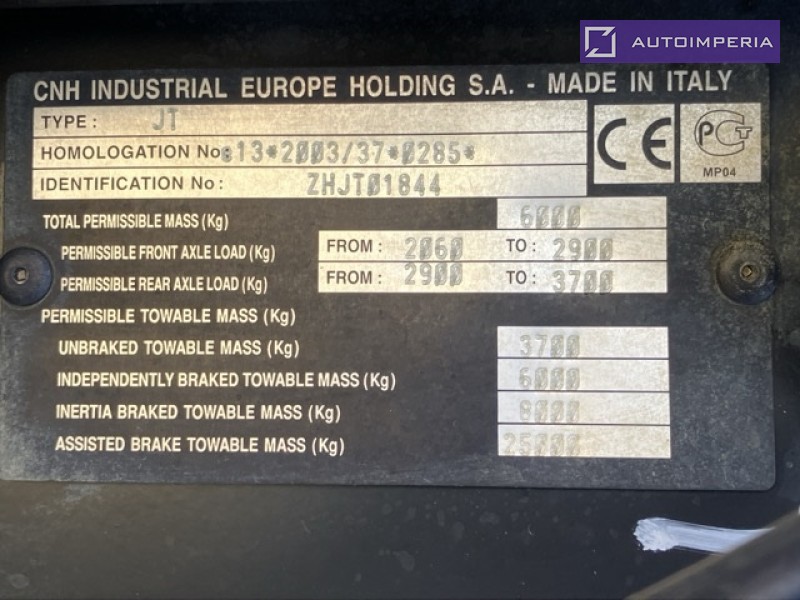 AUTOIMPERIA
CNH INDUSTRIAL EUROPE HOLDING S.A. - MADE IN ITALY
TYPE : JT
HOMOLOGATION No :13*2003/37*0285*
IDENTIFICATION No : ZHJT01844
CE
PCT
MP04
TOTAL PERMISSIBLE MASS (Kg) 6000
PERMISSIBLE FRONT AXLE LOAD (Kg) FROM : 2060 TO : 2900
PERMISSIBLE REAR AXLE LOAD (Kg) FROM : 2900 TO : 3700
PERMISSIBLE TOWABLE MASS (Kg)
UNBRAKED TOWABLE MASS (Kg) 3700
INDEPENDENTLY BRAKED TOWABLE MASS (Kg) 6000
INERTIA BRAKED TOWABLE MASS (Kg) 8000
ASSISTED BRAKE TOWABLE MASS (Kg) 25000